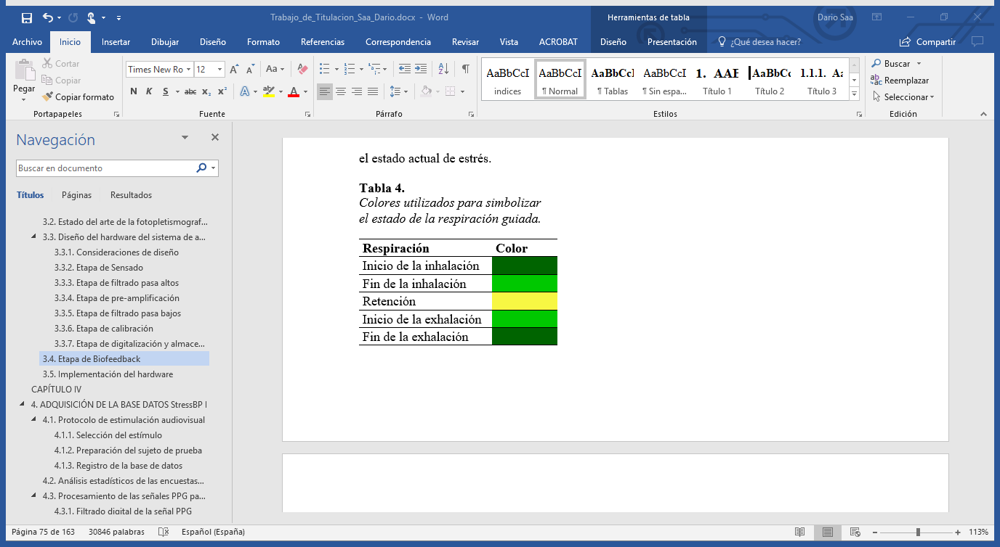 Trabajo_de_Titulacion_Saa_Dario.docx - Word
Herramientas de tabla
Dario Saa
Archivo Inicio Insertar Dibujar Diseño Formato Referencias Correspondencia Revisar Vista ACROBAT Diseño Presentación ¿Qué desea hacer? Compartir
Pegar
Cortar
Copiar
Copiar formato
Portapapeles
Times New Ro 12
Aa
N K S abc x₂ x²
A
Fuente
Párrafo
AaBbCcI
indices
AaBbCcI
¶ Normal
AaBbCcI
¶ Tablas
AaBbCcI
¶ Sin espa...
1. AAB
Título 1
AaBbCc
Título 2
1.1.1. Aa
Título 3
Estilos
Buscar
Reemplazar
Seleccionar
Edición
Navegación
Buscar en documento
Títulos Páginas Resultados
3.2. Estado del arte de la fotopletismograf...
3.3. Diseño del hardware del sistema de a...
3.3.1. Consideraciones de diseño
3.3.2. Etapa de Sensado
3.3.3. Etapa de filtrado pasa altos
3.3.4. Etapa de pre-amplificación
3.3.5. Etapa de filtrado pasa bajos
3.3.6. Etapa de calibración
3.3.7. Etapa de digitalización y almace...
3.4. Etapa de Biofeedback
3.5. Implementación del hardware
CAPÍTULO IV
4. ADQUISICIÓN DE LA BASE DATOS StressBP I
4.1. Protocolo de estimulación audiovisual
4.1.1. Selección del estímulo
4.1.2. Preparación del sujeto de prueba
4.1.3. Registro de la base de datos
4.2. Análisis estadísticos de las encuestas...
4.3. Procesamiento de las señales PPG pa...
4.3.1. Filtrado digital de la señal PPG
el estado actual de estrés.
Tabla 4.
Colores utilizados para simbolizar
el estado de la respiración guiada.
Respiración Color
Inicio de la inhalación
Fin de la inhalación
Retención
Inicio de la exhalación
Fin de la exhalación
Página 75 de 163 30846 palabras Español (España) 113%